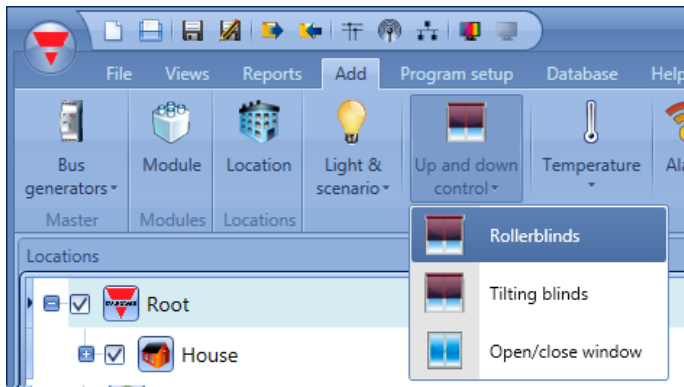 File Views Reports Add Program setup Database Help
Bus generators
Module
Location
Light & scenario
Up and down control
Temperature
Master Modules Locations
Rollerblinds
Locations
Tilting blinds
Root
Open/close window
House